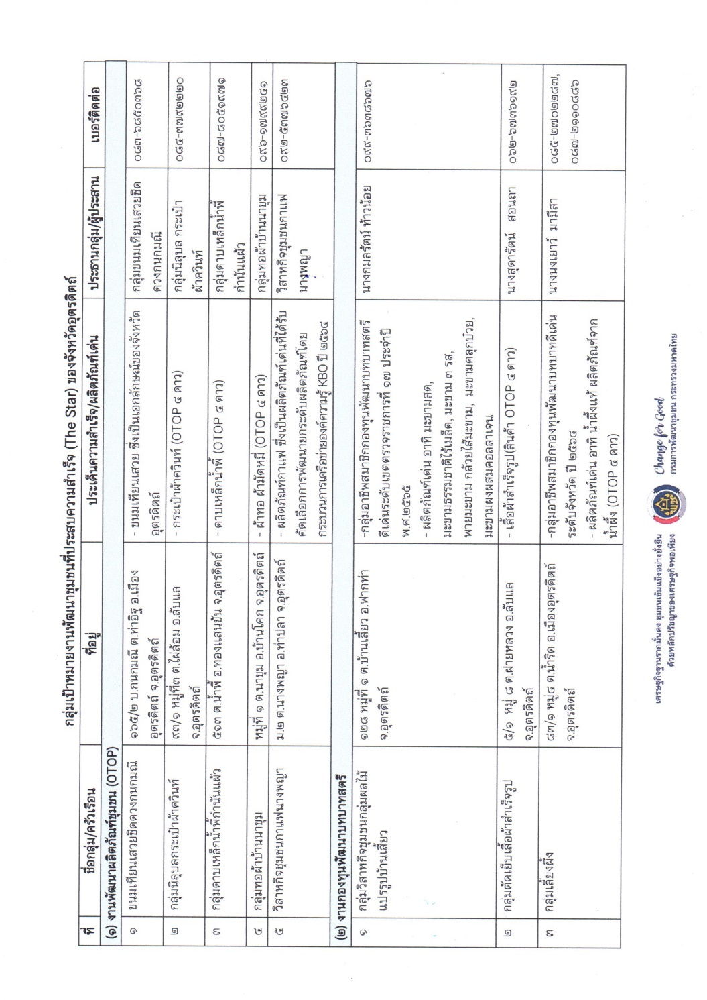 กลุ่มเป้าหมายงานพัฒนาชุมชนที่ประสบความสำเร็จ (The Star) ของจังหวัดอุตรดิตถ์
ที่ ชื่อกลุ่ม/ครัวเรือน ที่อยู่ ประเด็นความสำเร็จ/ผลิตภัณฑ์เด่น ประธานกลุ่ม/ผู้ประสาน เบอร์ติดต่อ
(๑) งานพัฒนาผลิตภัณฑ์ชุมชน (OTOP)
๑ ขนมเทียนเสวยชิดดวงกนกมณี ๑๖๕/๒ บ.กนกมณี ต.ท่าอิฐ อ.เมือง - ขนมเทียนเสวย ซึ่งเป็นเอกลักษณ์ของจังหวัด กลุ่มขนมเทียนเสวยชิด ๐๘๓-๖๘๕๐๓๖๘
อุตรดิตถ์ จ.อุตรดิตถ์ อุตรดิตถ์ ดวงกนกมณี
๒ กลุ่มนิลุบลกระเป๋าผ้าควินท์ ๙๓/๑ หมู่ที่๓ ต.ไผ่ล้อม อ.ลับแล - กระเป๋าผ้าควินท์ (OTOP ๔ ดาว) กลุ่มนิลุบล กระเป๋า ๐๘๔-๓๗๙๒๒๒๐
จ.อุตรดิตถ์ ผ้าควินท์
๓ กลุ่มดาบเหล็กน้ำพี้กำนันแผ้ว ๕๑๓ ต.น้ำพี้ อ.ทองแสนขัน จ.อุตรดิตถ์ - ดาบเหล็กน้ำพี้ (OTOP ๔ ดาว) กลุ่มดาบเหล็กน้ำพี้ ๐๘๗-๘๐๕๑๙๗๑
กำนันแผ้ว
๔ กลุ่มทอผ้าบ้านนาขุม หมู่ที่ ๑ ต.นาขุม อ.บ้านโคก จ.อุตรดิตถ์ - ผ้าทอ ผ้ามัดหมี่ (OTOP ๔ ดาว) กลุ่มทอผ้าบ้านนาขุม ๐๙๖-๑๗๙๙๒๔๑
๕ วิสาหกิจชุมชนกาแฟนางพญา ม.๒ ต.นางพญา อ.ท่าปลา จ.อุตรดิตถ์ - ผลิตภัณฑ์กาแฟ ซึ่งเป็นผลิตภัณฑ์เด่นที่ได้รับ วิสาหกิจชุมชนกาแฟ ๐๙๒-๕๓๗๖๔๒๓
คัดเลือกการพัฒนายกระดับผลิตภัณฑ์โดย นางพญา
กระบวนการเครือข่ายองค์ความรู้ KBO ปี ๒๕๖๔
(๒) งานกองทุนพัฒนาบทบาทสตรี
๑ กลุ่มวิสาหกิจชุมชนกลุ่มผลไม้ ๑๒๘ หมู่ที่ ๑ ต.บ้านเสี้ยว อ.ฟากท่า -กลุ่มอาชีพสมาชิกกองทุนพัฒนาบทบาทสตรี นางกมลรัตน์ ท้าวน้อย ๐๙๙-๓๖๓๘๖๗๖
แปรรูปบ้านเสี้ยว จ.อุตรดิตถ์ ดีเด่นระดับเขตตรวจราชการที่ ๑๗ ประจำปี
พ.ศ.๒๕๖๕
- ผลิตภัณฑ์เด่น อาทิ มะขามสด,
มะขามธรรมชาติไร้เมล็ด, มะขาม ๓ รส,
พายมะขาม กล้วยไส้มะขาม, มะขามคลุกบ๋วย,
มะขามผงผสมคอลลาเจน
๒ กลุ่มตัดเย็บเสื้อผ้าสำเร็จรูป ๕/๑ หมู่ ๘ ต.ฝายหลวง อ.ลับแล - เสื้อผ้าสำเร็จรูป(สินค้า OTOP ๔ ดาว) นางสุดารัตน์ สอนถา ๐๖๒-๖๗๓๖๑๙๒
จ.อุตรดิตถ์
๓ กลุ่มเลี้ยงผึ้ง ๘๓/๑ หมู่๔ ต.น้ำริด อ.เมืองอุตรดิตถ์ -กลุ่มอาชีพสมาชิกกองทุนพัฒนาบทบาทดีเด่น นางนงเยาว์ มามีสา ๐๘๕-๒๗๐๒๒๘๗,
จ.อุตรดิตถ์ ระดับจังหวัด ปี ๒๕๖๔ ๐๘๗-๒๑๑๐๘๘๖
- ผลิตภัณฑ์เด่น อาทิ น้ำผึ้งแท้ ผลิตภัณฑ์จาก
น้ำผึ้ง (OTOP ๔ ดาว)
เศรษฐกิจฐานรากมั่นคง ชุมชนเข้มแข็งอย่างยั่งยืน
ด้วยหลักปรัชญาของเศรษฐกิจพอเพียง
Change for Good
กรมการพัฒนาชุมชน กระทรวงมหาดไทย